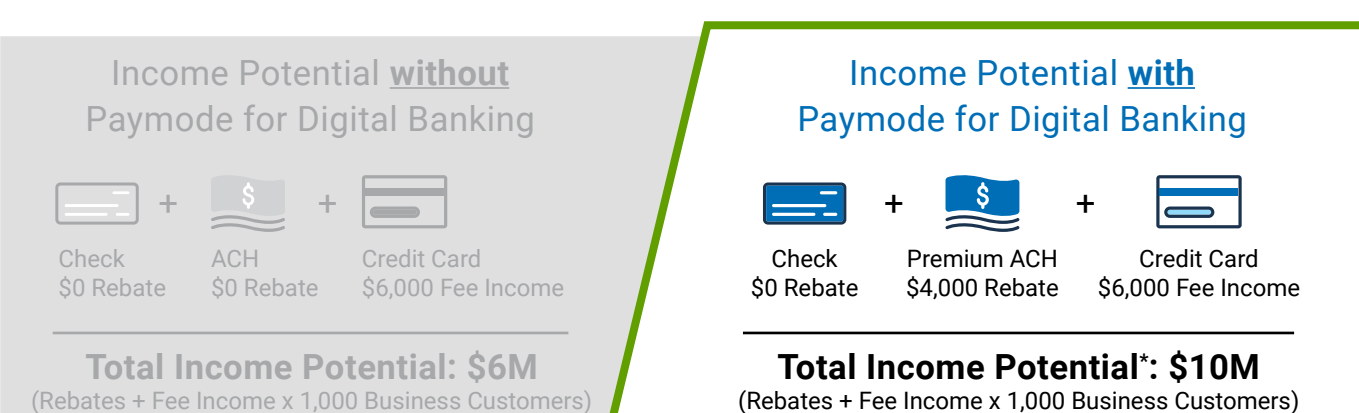 Income Potential without
Paymode for Digital Banking
$
+
+
Check
$0 Rebate
ACH
$0 Rebate
Credit Card
$6,000 Fee Income
Total Income Potential: $6M
(Rebates + Fee Income x 1,000 Business Customers)
Income Potential with
Paymode for Digital Banking
$
+
+
Check
$0 Rebate
Premium ACH
$4,000 Rebate
Credit Card
$6,000 Fee Income
Total Income Potential*: $10M
(Rebates + Fee Income x 1,000 Business Customers)